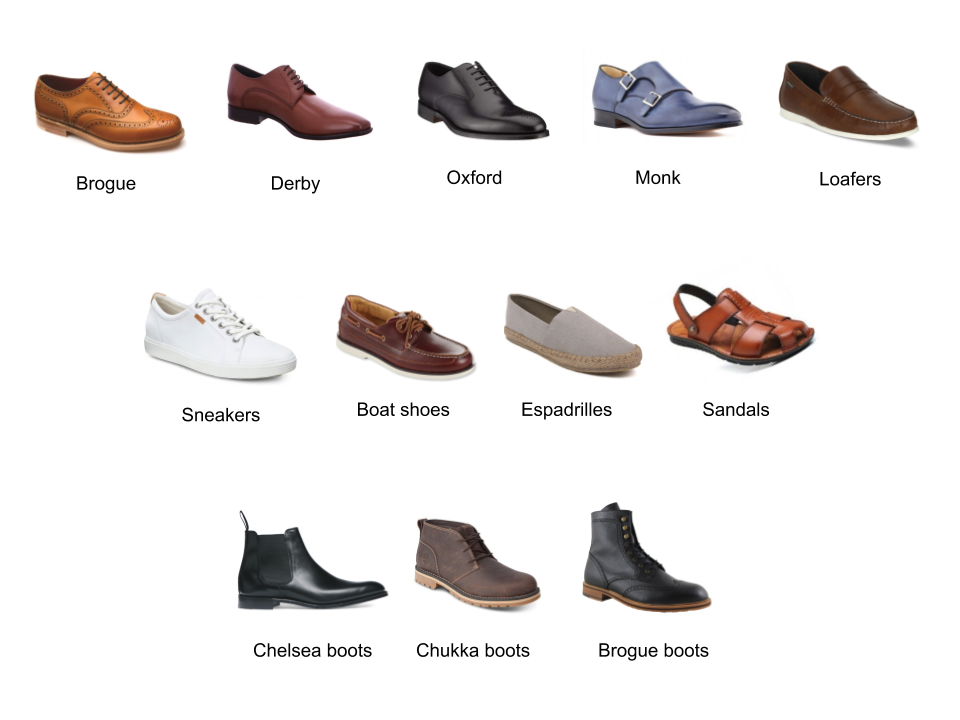 Brogue
Derby
Oxford
Monk
Loafers
Sneakers
Boat shoes
Espadrilles
Sandals
Chelsea boots
Chukka boots
Brogue boots